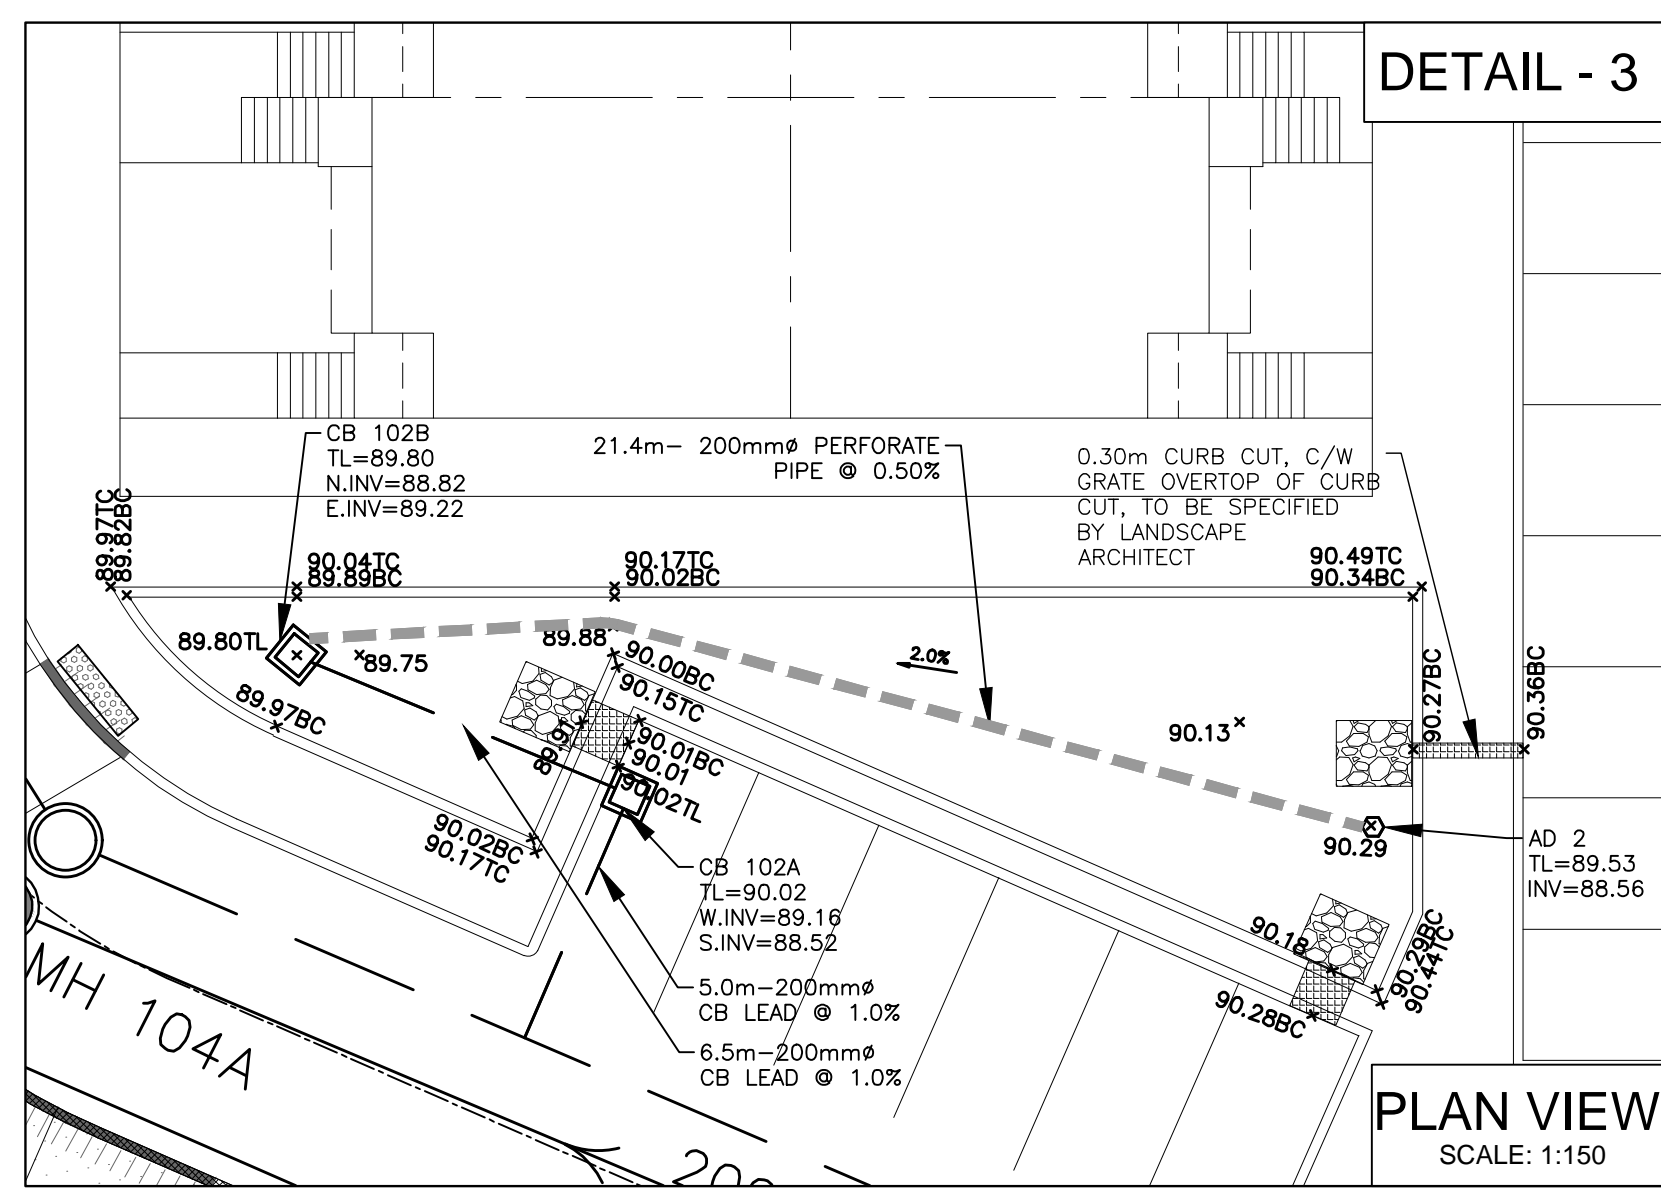 DETAIL - 3
CB 102B
TL=89.80
N.INV=88.82
E.INV=89.22
21.4m- 200mmø PERFORATE
PIPE @ 0.50%
0.30m CURB CUT, C/W
GRATE OVERTOP OF CURB
CUT, TO BE SPECIFIED
BY LANDSCAPE
ARCHITECT
89.97TC
89.82BC
90.04TC
89.89BC
90.17TC
90.02BC
90.49TC
90.34BC
89.80TL
89.75
89.88
2.0%
90.00BC
90.15TC
90.27BC
90.36BC
89.97BC
89.91
90.13
90.01BC
90.01
90.02TL
90.29
90.02BC
90.17TC
AD 2
TL=89.53
INV=88.56
CB 102A
TL=90.02
W.INV=89.16
S.INV=88.52
90.18
90.29BC
90.44TC
90.28BC
5.0m-200mmø
CB LEAD @ 1.0%
6.5m-200mmø
CB LEAD @ 1.0%
MH 104A
PLAN VIEW
SCALE: 1:150